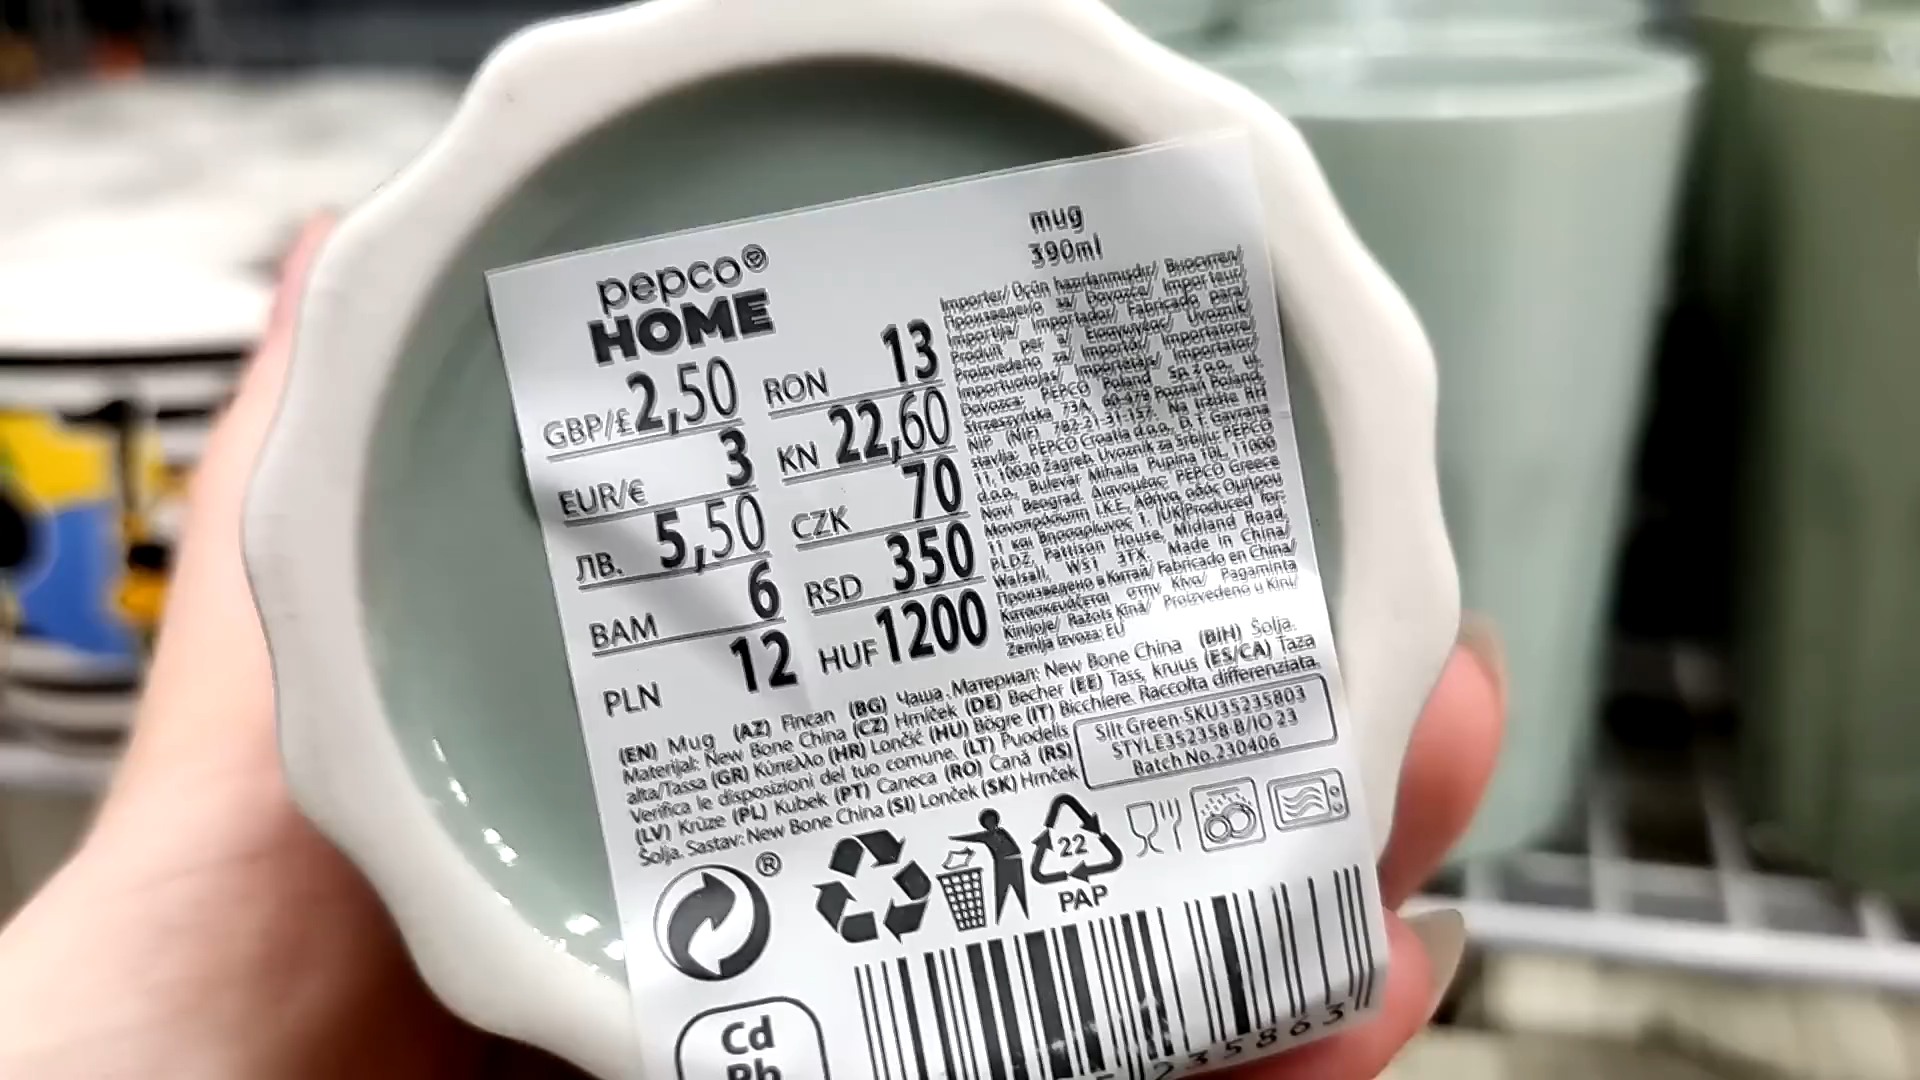 pepco®
HOME
mug
390ml
GBP/£ 2,50
EUR/€ 3
ЛВ. 5,50
BAM 6
PLN 12
RON 13
KN 22,60
CZK 70
RSD 350
HUF 1200
Importer/ Üçün hazırlanmışdır/ Вносител/
Произведено за/ Dovozce/ Importeur/
Importija/ Importador/ Fabricado para/
Produit per a/ Εισαγωγέας/ Uvoznik/
Proizvedeno za/ Importőr/ Importatore/
Importuotojas/ Importētājs/ Importator/
Dovozca: PEPCO Poland sp. z o.o., ul.
Strzeszyńska 73A, 60-479 Poznań Poland,
NIP (NIF) 782-21-31-157. Na tržište RH
stavlja: PEPCO Croatia d.o.o., D. T. Gavrana
11, 10020 Zagreb Uvoznik za Srbiju: PEPCO
d.o.o., Bulevar Mihaila Pupina 10L, 11000
Novi Beograd. Διανομέας: PEPCO Greece
Μονοπρόσωπη Ι.Κ.Ε, Αθήνα, οδός Ομήρου
11 και Βησσαρίωνος 1. [UK]Produced for:
PLDZ, Pattison House, Midland Road,
Walsall, WS1 3TX. Made in China/
Произведено в Китай/ Fabricado en China/
Κατασκευάζεται στην Κίνα/ Pagaminta
Kinijoje/ Ražots Ķīnā/ Proizvedeno u Kini/
Zemlja izvoza: EU
(EN) Mug (AZ) Fincan (BG) Чаша. Материал: New Bone China (BIH) Šolja.
Materijal: New Bone China (CZ) Hrníček (DE) Becher (EE) Tass, kruus (ES/CA) Taza
alta/Tassa (GR) Κύπελλο (HR) Lončić (HU) Bögre (IT) Bicchiere. Raccolta differenziata.
Verifica le disposizioni del tuo comune. (LT) Puodelis
(LV) Krūze (PL) Kubek (PT) Caneca (RO) Cană (RS)
Šolja. Sastav: New Bone China (SI) Lonček (SK) Hrnček
Silt Green-SKU35235803
STYLE352358-B/IO 23
Batch No.230406
®
22
PAP
Cd
Pb
235863